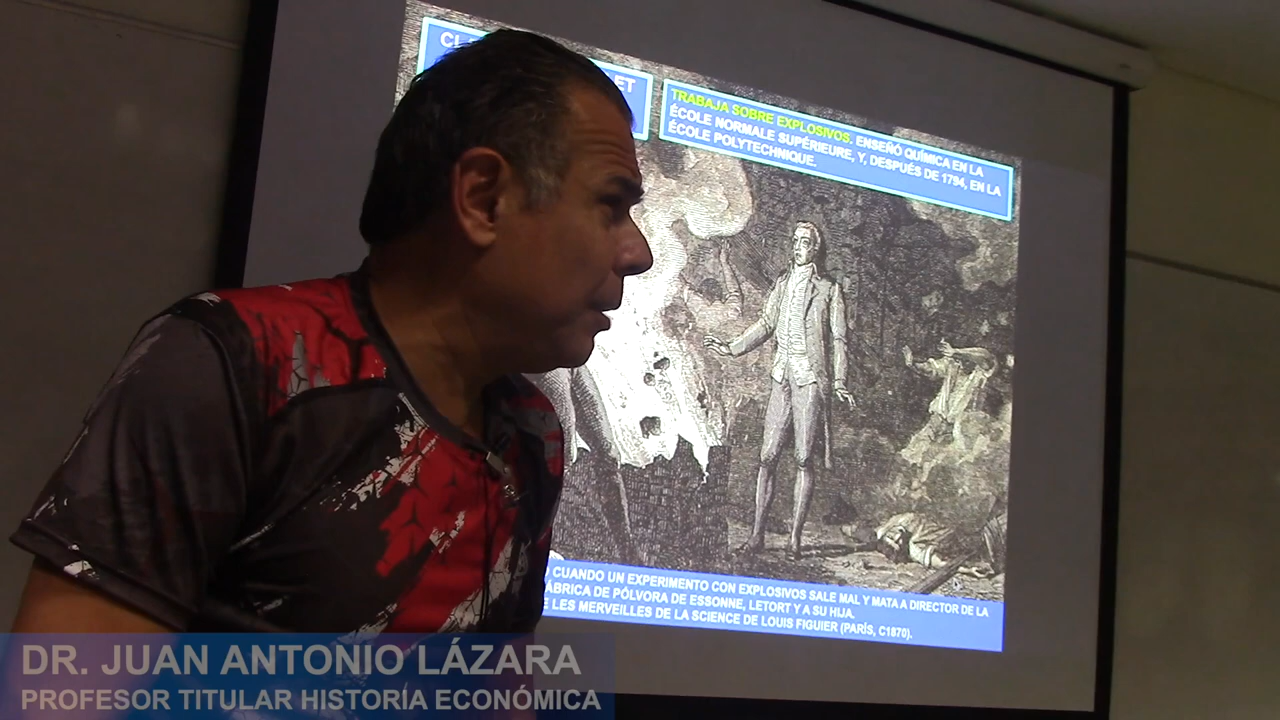 TRABAJA SOBRE EXPLOSIVOS. ENSEÑÓ QUÍMICA EN LA
ÉCOLE NORMALE SUPÉRIEURE, Y, DESPUÉS DE 1794, EN LA
ÉCOLE POLYTECHNIQUE.
CUANDO UN EXPERIMENTO CON EXPLOSIVOS SALE MAL Y MATA A DIRECTOR DE LA
DE PÓLVORA DE ESSONNE, LETORT Y A SU HIJA.
LES MERVEILLES DE LA SCIENCE DE LOUIS FIGUIER (PARÍS, C1870).
DR. JUAN ANTONIO LÁZARA
PROFESOR TITULAR HISTORÍA ECONÓMICA